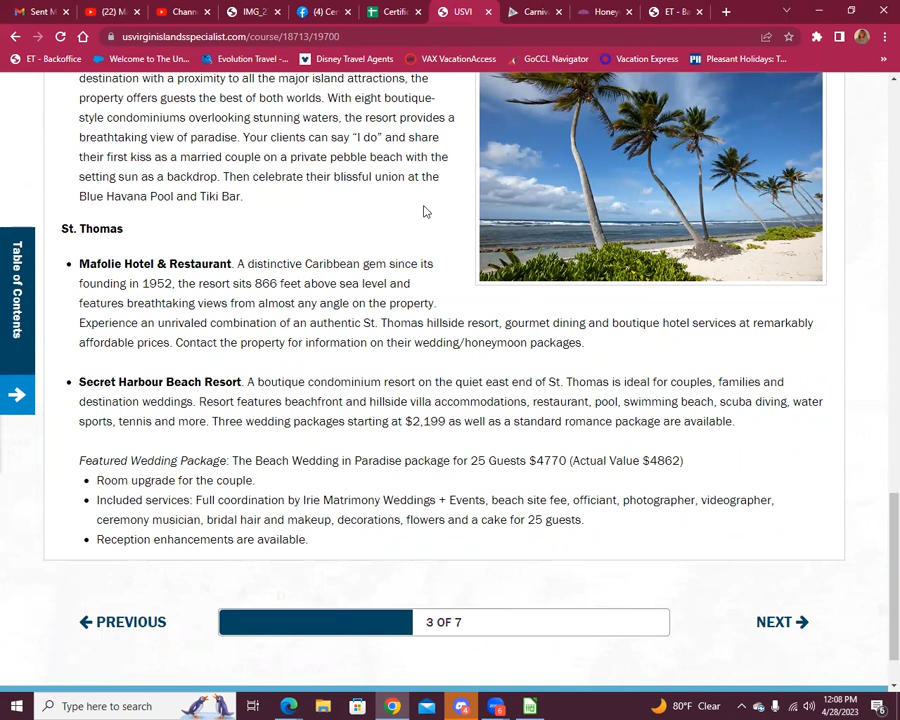 Sent M
(22) M
Chann
IMG_2
(4) Cer
Certific
USVI
Carniv
Honey
ET - Ba
usvirginislandsspecialist.com/course/18713/19700
ET - Backoffice
Welcome to The Un...
Evolution Travel -...
Disney Travel Agents
VAX VacationAccess
GoCCL Navigator
Vacation Express
Pleasant Holidays: T...
destination with a proximity to all the major island attractions, the
property offers guests the best of both worlds. With eight boutique-
style condominiums overlooking stunning waters, the resort provides a
breathtaking view of paradise. Your clients can say “I do” and share
their first kiss as a married couple on a private pebble beach with the
setting sun as a backdrop. Then celebrate their blissful union at the
Blue Havana Pool and Tiki Bar.
St. Thomas
Mafolie Hotel & Restaurant. A distinctive Caribbean gem since its
founding in 1952, the resort sits 866 feet above sea level and
features breathtaking views from almost any angle on the property.
Experience an unrivaled combination of an authentic St. Thomas hillside resort, gourmet dining and boutique hotel services at remarkably
affordable prices. Contact the property for information on their wedding/honeymoon packages.
Secret Harbour Beach Resort. A boutique condominium resort on the quiet east end of St. Thomas is ideal for couples, families and
destination weddings. Resort features beachfront and hillside villa accommodations, restaurant, pool, swimming beach, scuba diving, water
sports, tennis and more. Three wedding packages starting at $2,199 as well as a standard romance package are available.
Featured Wedding Package: The Beach Wedding in Paradise package for 25 Guests $4770 (Actual Value $4862)
Room upgrade for the couple.
Included services: Full coordination by Irie Matrimony Weddings + Events, beach site fee, officiant, photographer, videographer,
ceremony musician, bridal hair and makeup, decorations, flowers and a cake for 25 guests.
Reception enhancements are available.
Table of Contents
PREVIOUS
3 OF 7
NEXT
Type here to search
80°F Clear
12:08 PM
4/28/2023